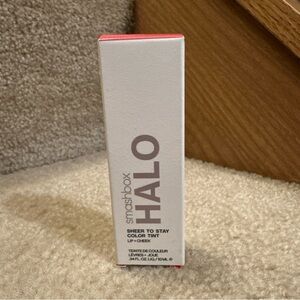 smashbox
HALO
SHEER TO STAY
COLOR TINT
LIP + CHEEK
TEINTE DE COULEUR
LÈVRES + JOUE
.34 FL.OZ.LIQ./10 ML ℮